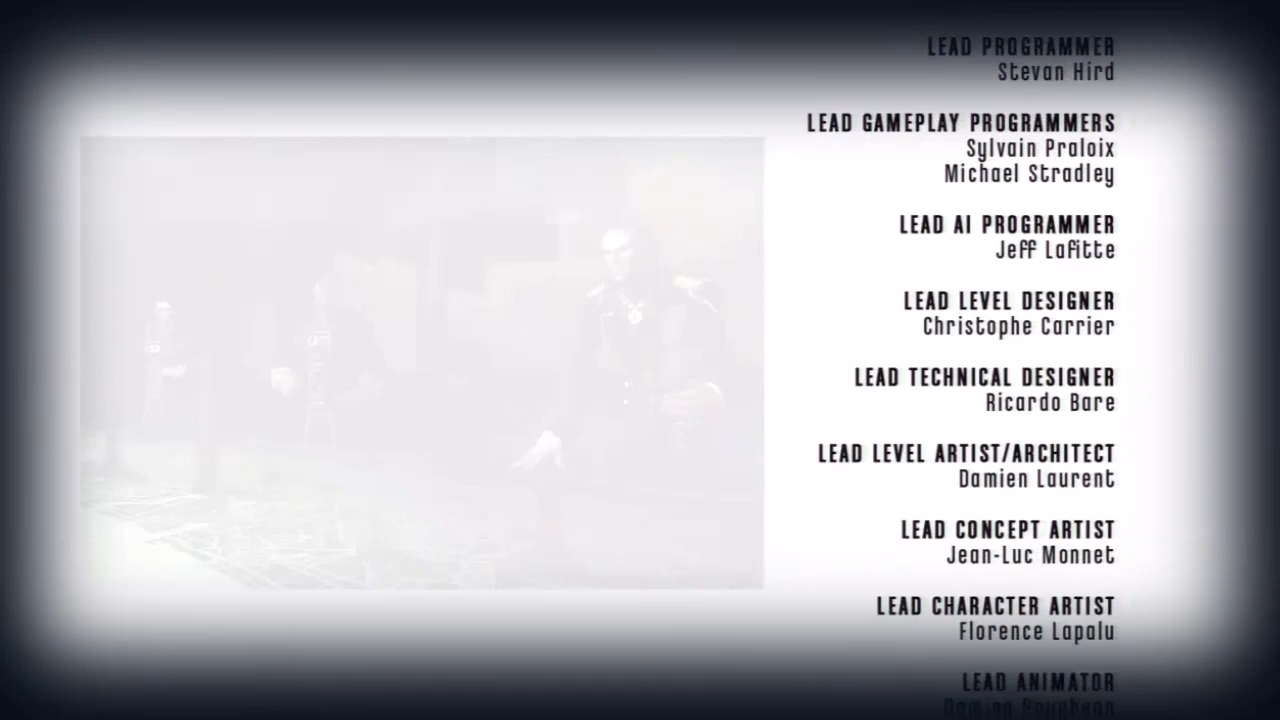 LEAD PROGRAMMER
Stevan Hird
LEAD GAMEPLAY PROGRAMMERS
Sylvain Praloix
Michael Stradley
LEAD AI PROGRAMMER
Jeff Lafitte
LEAD LEVEL DESIGNER
Christophe Carrier
LEAD TECHNICAL DESIGNER
Ricardo Bare
LEAD LEVEL ARTIST/ARCHITECT
Damien Laurent
LEAD CONCEPT ARTIST
Jean-Luc Monnet
LEAD CHARACTER ARTIST
Florence Lapalu
LEAD ANIMATOR